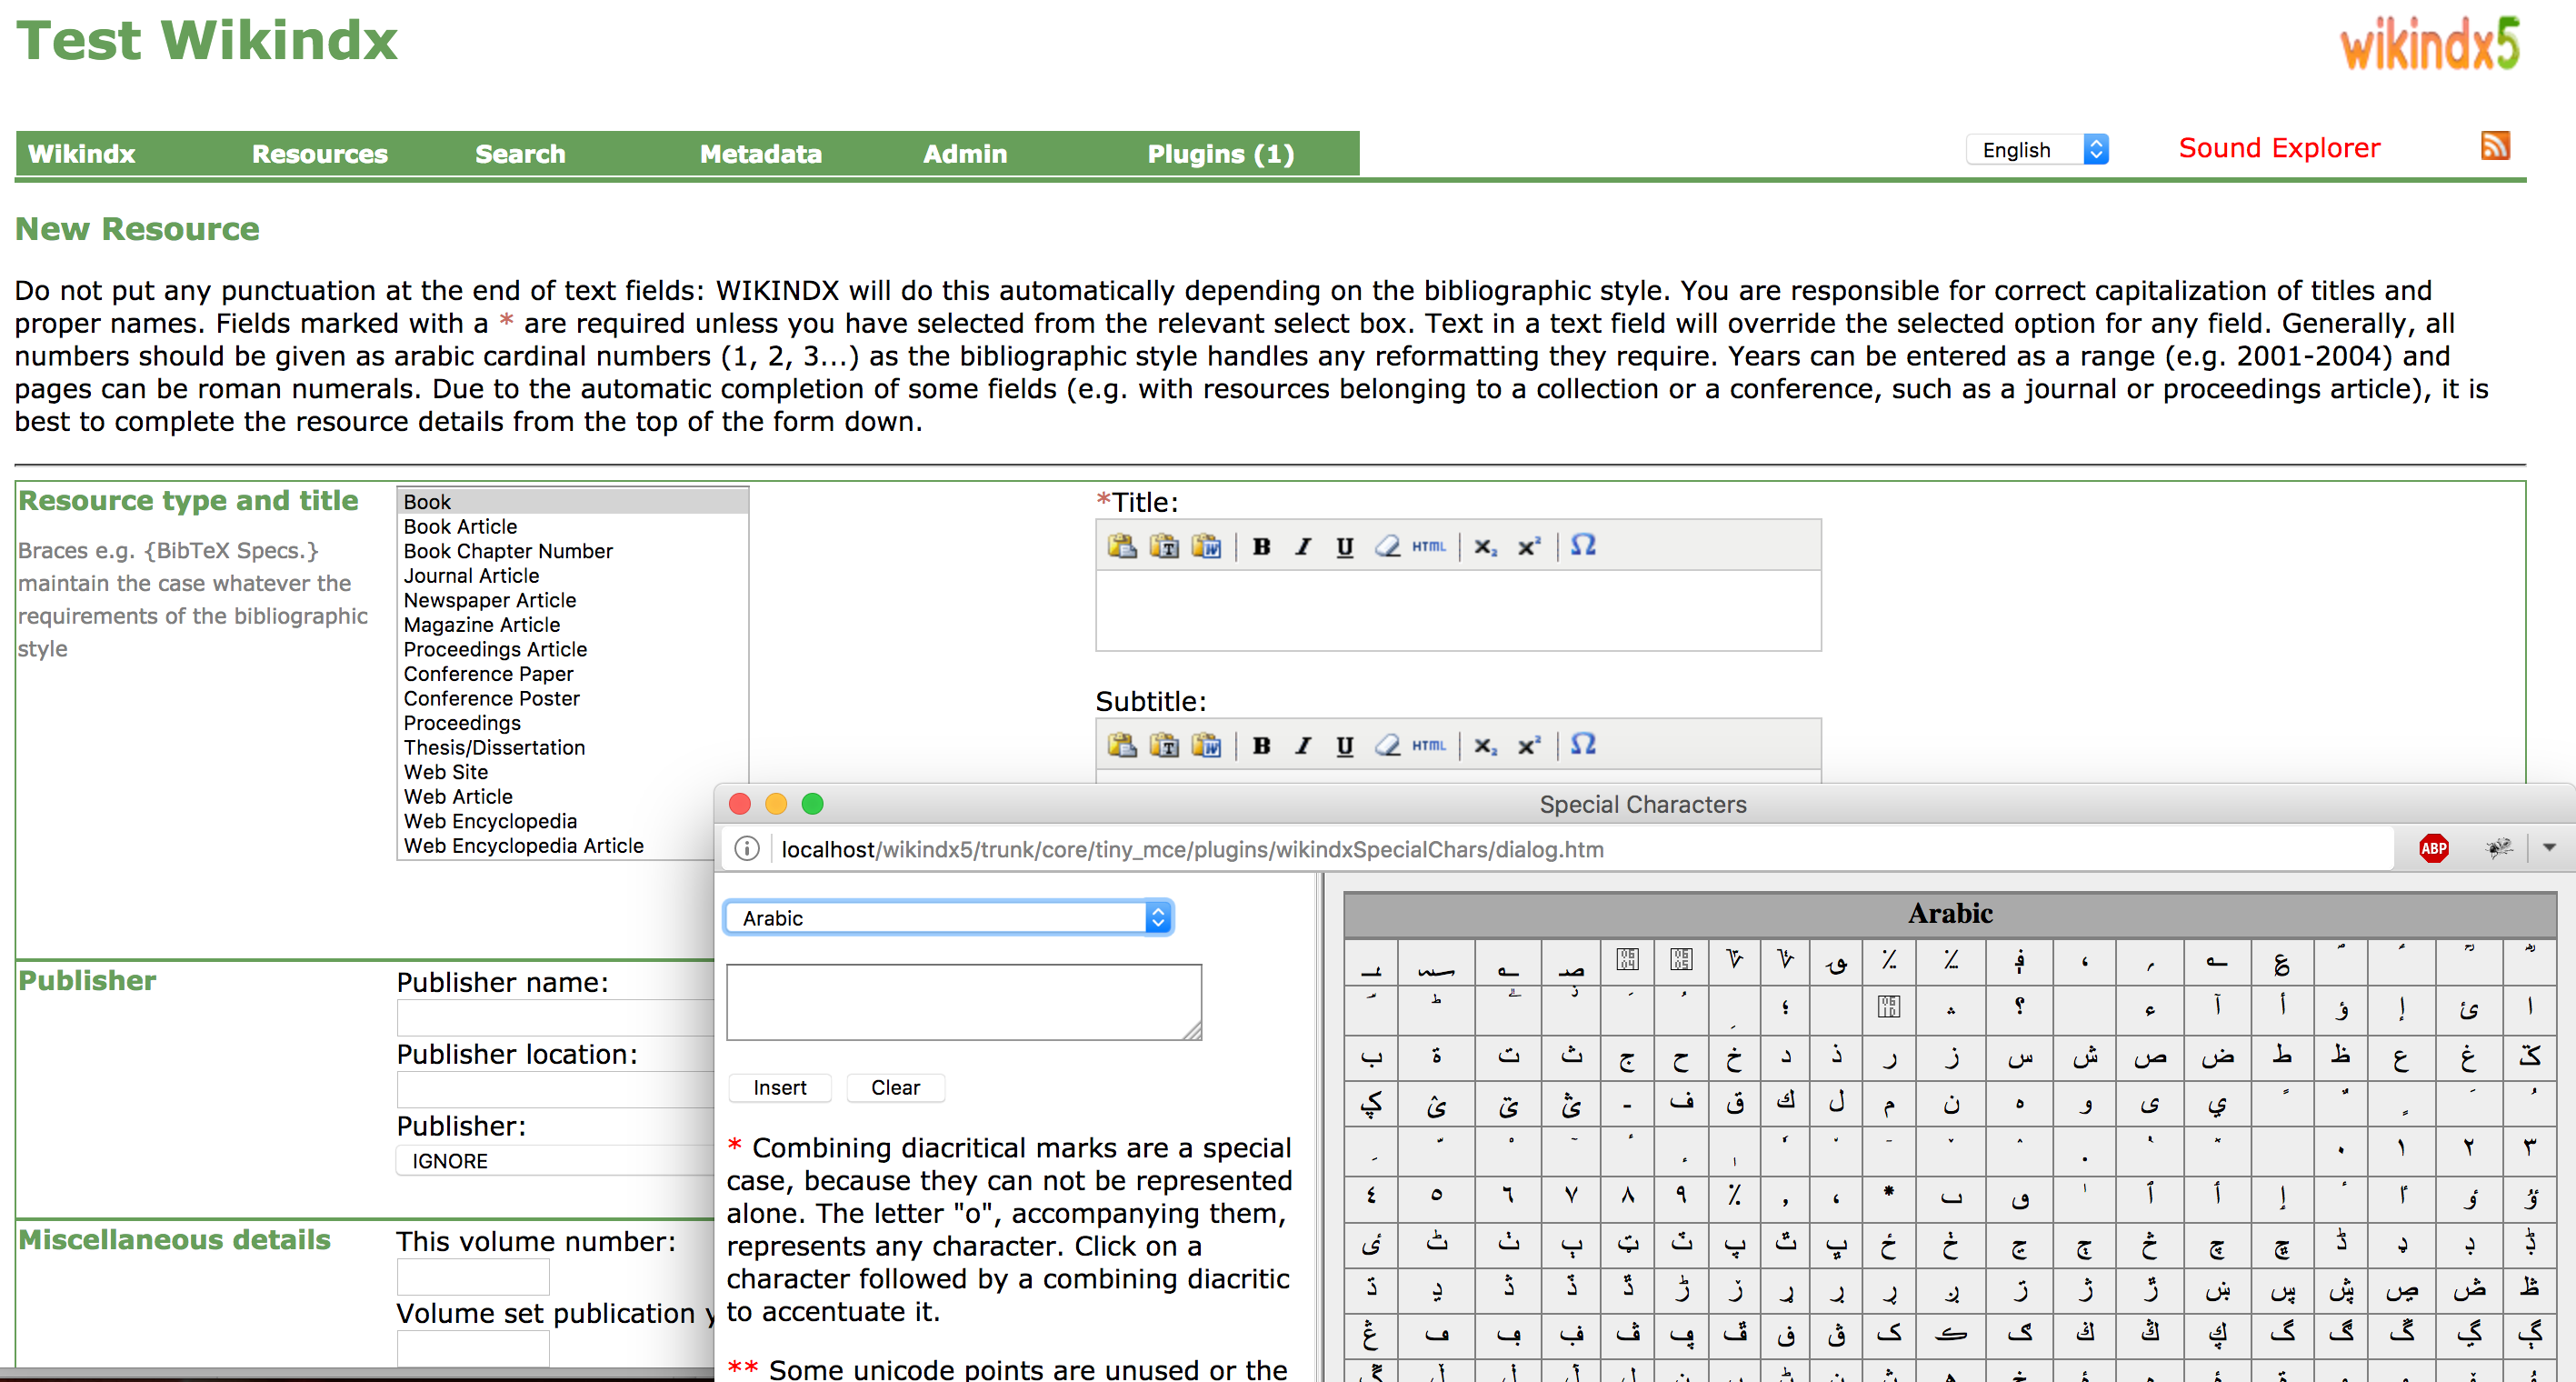 Test Wikindx
wikindx5
Wikindx Resources Search Metadata Admin Plugins (1)
English
Sound Explorer
New Resource
Do not put any punctuation at the end of text fields: WIKINDX will do this automatically depending on the bibliographic style. You are responsible for correct capitalization of titles and
proper names. Fields marked with a * are required unless you have selected from the relevant select box. Text in a text field will override the selected option for any field. Generally, all
numbers should be given as arabic cardinal numbers (1, 2, 3...) as the bibliographic style handles any reformatting they require. Years can be entered as a range (e.g. 2001-2004) and
pages can be roman numerals. Due to the automatic completion of some fields (e.g. with resources belonging to a collection or a conference, such as a journal or proceedings article), it is
best to complete the resource details from the top of the form down.
Resource type and title
Braces e.g. {BibTeX Specs.}
maintain the case whatever the
requirements of the bibliographic
style
Book
Book Article
Book Chapter Number
Journal Article
Newspaper Article
Magazine Article
Proceedings Article
Conference Paper
Conference Poster
Proceedings
Thesis/Dissertation
Web Site
Web Article
Web Encyclopedia
Web Encyclopedia Article
*Title:
B I U HTML x₂ x² Ω
Subtitle:
B I U HTML x₂ x² Ω
Publisher
Publisher name:
Publisher location:
Publisher:
IGNORE
Miscellaneous details
This volume number:
Volume set publication y
Special Characters
localhost/wikindx5/trunk/core/tiny_mce/plugins/wikindxSpecialChars/dialog.htm
ABP
Arabic
Insert Clear
* Combining diacritical marks are a special
case, because they can not be represented
alone. The letter "o", accompanying them,
represents any character. Click on a
character followed by a combining diacritic
to accentuate it.
** Some unicode points are unused or the
Arabic
؛ ؞ ؟ ء آ أ ؤ إ ئ ا
ب ة ت ث ج ح خ د ذ ر ز س ش ص ض ط ظ ع غ ػ
ؼ ؽ ؾ ؿ ـ ف ق ك ل م ن ه و ى ي
٠ ١ ٢ ٣
٤ ٥ ٦ ٧ ٨ ٩ ٪ ٫ ٬ ٭ ٮ ٯ ٰ ٱ ٲ ٳ ٴ ٵ ٶ ٷ
ٸ ٹ ٺ ٻ ټ ٽ پ ٿ ڀ ځ ڂ ڃ ڄ څ چ ڇ ڈ ډ ڊ ڋ
ڌ ڍ ڎ ڏ ڐ ڑ ڒ ړ ڔ ڕ ږ ڗ ژ ڙ ښ ڛ ڜ ڝ ڞ ڟ
ڠ ڡ ڢ ڣ ڤ ڥ ڦ ڧ ڨ ک ڪ ګ ڬ ڭ ڮ گ ڰ ڱ ڲ ڳ